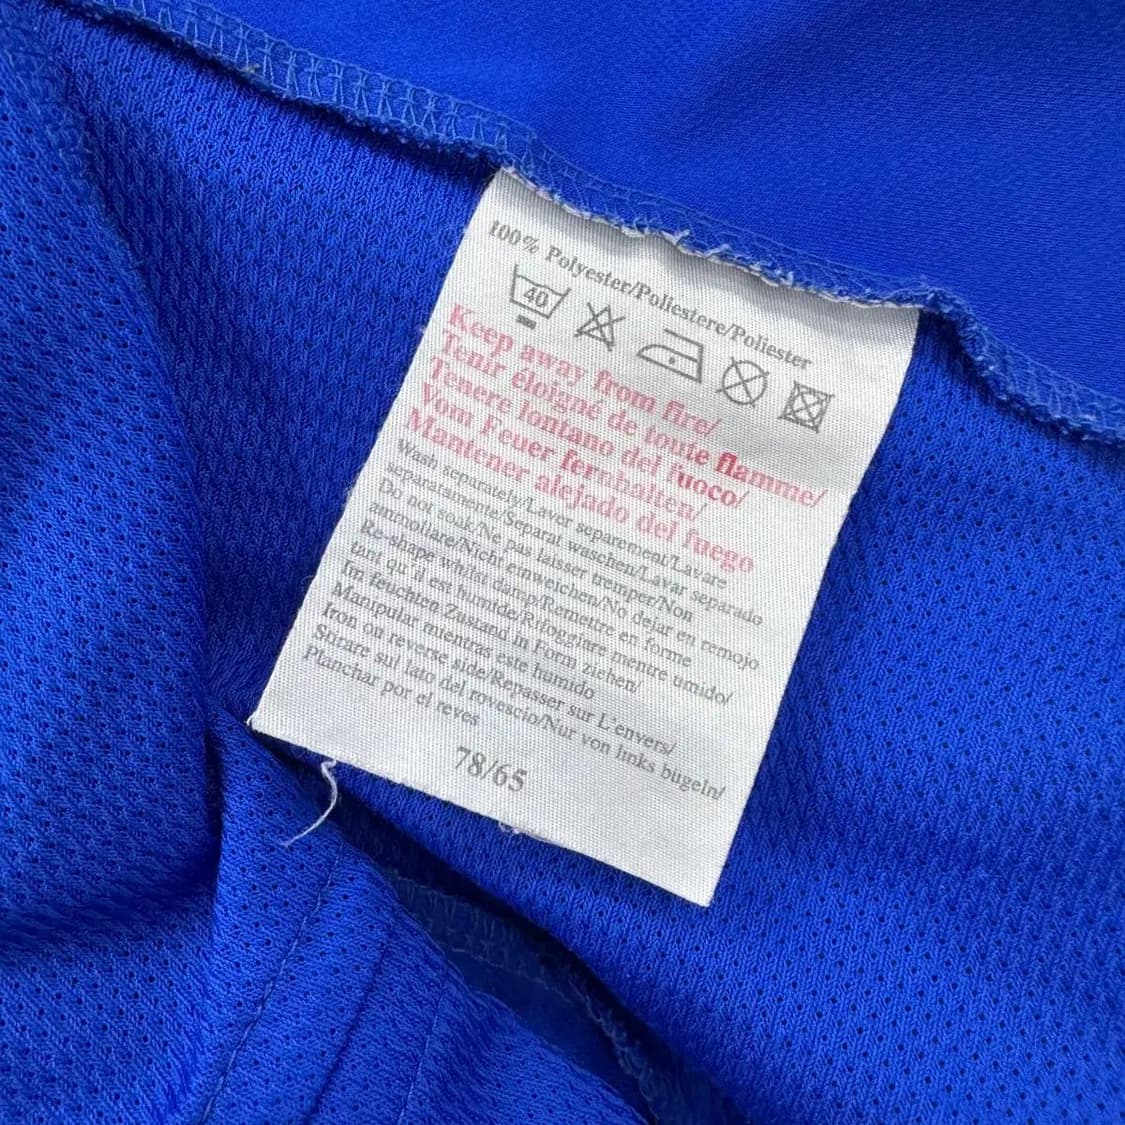 100% Polyester/Poliestere/Poliester
40
Keep away from fire/
Tenir éloigné de toute flamme/
Tenere lontano del fuoco/
Vom Feuer fernhalten/
Mantener alejado del fuego
Wash separately/Laver separement/Lavare
separatamente/Separat waschen/Lavar separado
Do not soak/Ne pas laisser tremper/Non
ammollare/Nicht einweichen/No dejar en remojo
Re-shape whilst damp/Remettre en forme
tant qu'il est humide/Rifoggiare mentre umido/
Im feuchten Zustand in Form ziehen/
Manipular mientras este humido
Iron on reverse side/Repasser sur L'envers/
Stirare sul lato del rovescio/Nur von links bügeln/
Planchar por el reves
78/65